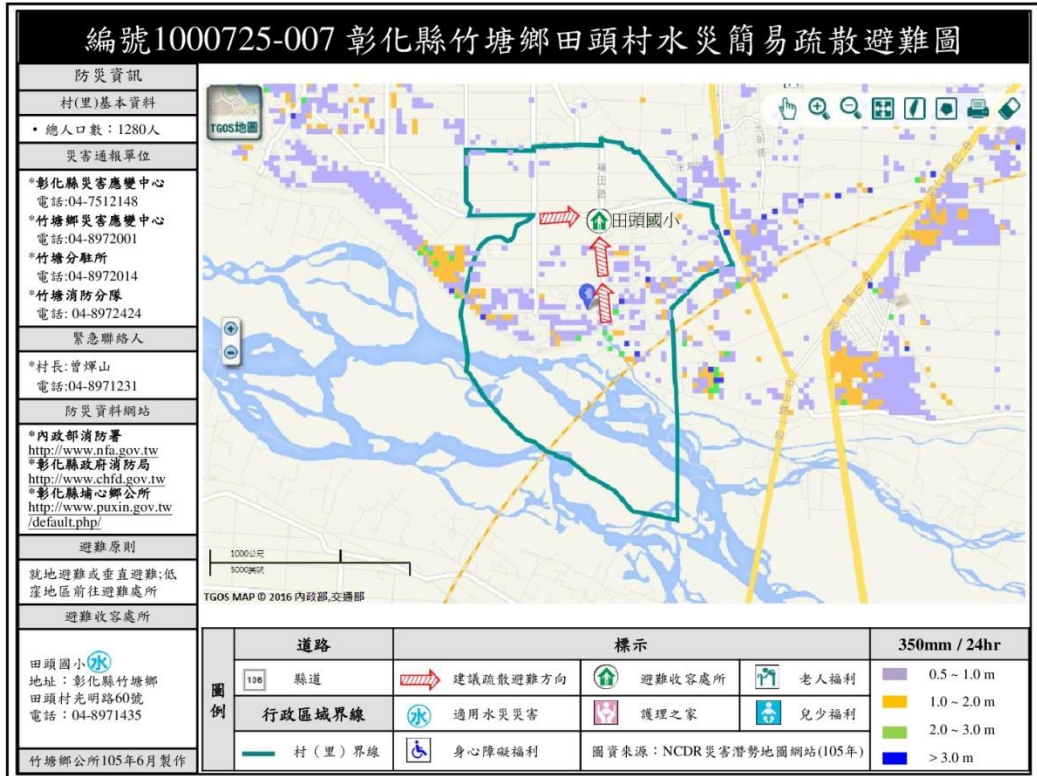 編號1000725-007 彰化縣竹塘鄉田頭村水災簡易疏散避難圖
防災資訊
村(里)基本資料
• 總人口數：1280人
災害通報單位
*彰化縣災害應變中心
電話:04-7512148
*竹塘鄉災害應變中心
電話:04-8972001
*竹塘分駐所
電話:04-8972014
*竹塘消防分隊
電話: 04-8972424
緊急聯絡人
*村長:曾煇山
電話:04-8971231
防災資料網站
*內政部消防署
http://www.nfa.gov.tw
*彰化縣政府消防局
http://www.chfd.gov.tw
*彰化縣埔心鄉公所
http://www.puxin.gov.tw
/default.php/
避難原則
就地避難或垂直避難;低
窪地區前往避難處所
避難收容處所
田頭國小 水
地址：彰化縣竹塘鄉
田頭村光明路60號
電話：04-8971435
竹塘鄉公所105年6月製作
TGOS地圖
田頭國小
1000公尺
5000英呎
TGOS MAP © 2016 內政部,交通部
圖例
道路
標示
350mm / 24hr
106 縣道
建議疏散避難方向
避難收容處所
老人福利
0.5 ~ 1.0 m
行政區域界線
水 適用水災災害
護理之家
兒少福利
1.0 ~ 2.0 m
村（里）界線
身心障礙福利
圖資來源：NCDR災害潛勢地圖網站(105年)
2.0 ~ 3.0 m
> 3.0 m